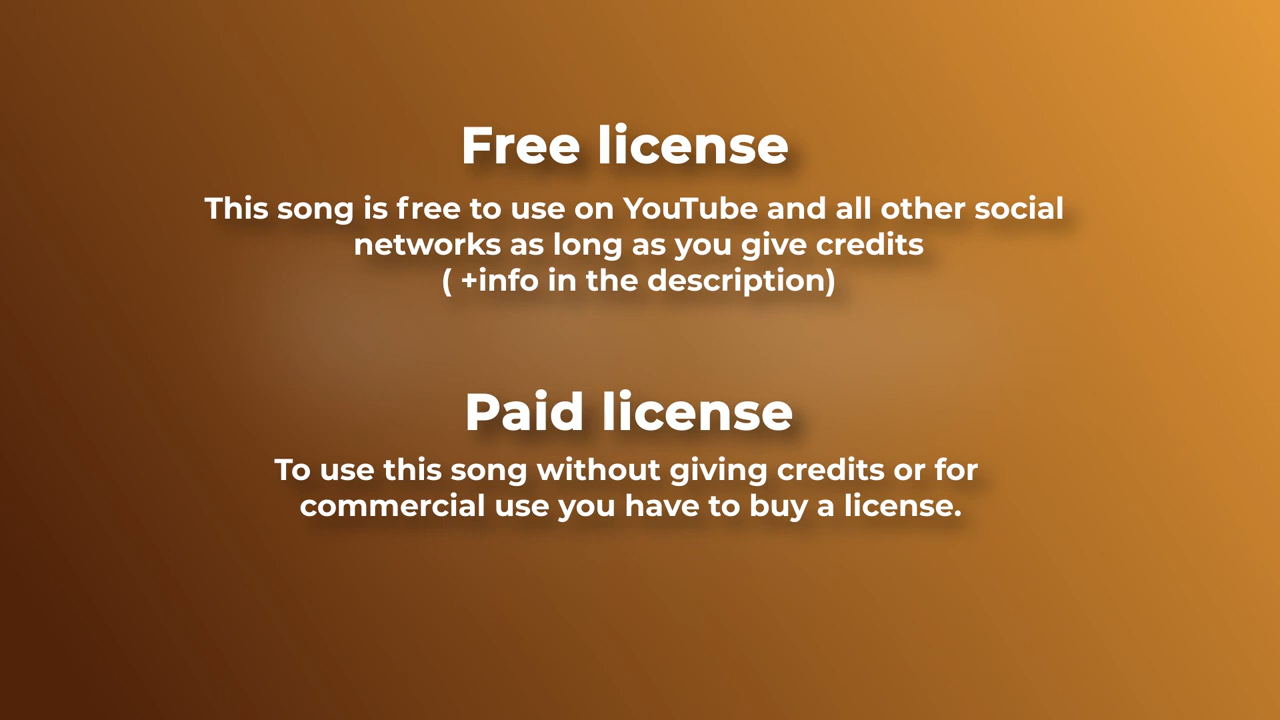 Free license
This song is free to use on YouTube and all other social
networks as long as you give credits
( +info in the description)
Paid license
To use this song without giving credits or for
commercial use you have to buy a license.